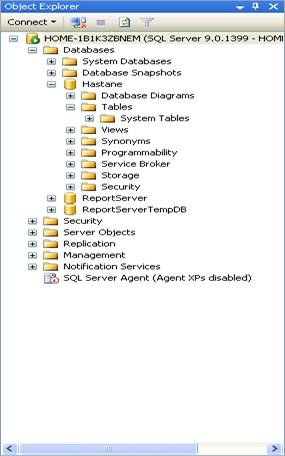 Object Explorer
Connect
HOME-1B1K3ZBNEM (SQL Server 9.0.1399 - HOMI
Databases
System Databases
Database Snapshots
Hastane
Database Diagrams
Tables
System Tables
Views
Synonyms
Programmability
Service Broker
Storage
Security
ReportServer
ReportServerTempDB
Security
Server Objects
Replication
Management
Notification Services
SQL Server Agent (Agent XPs disabled)